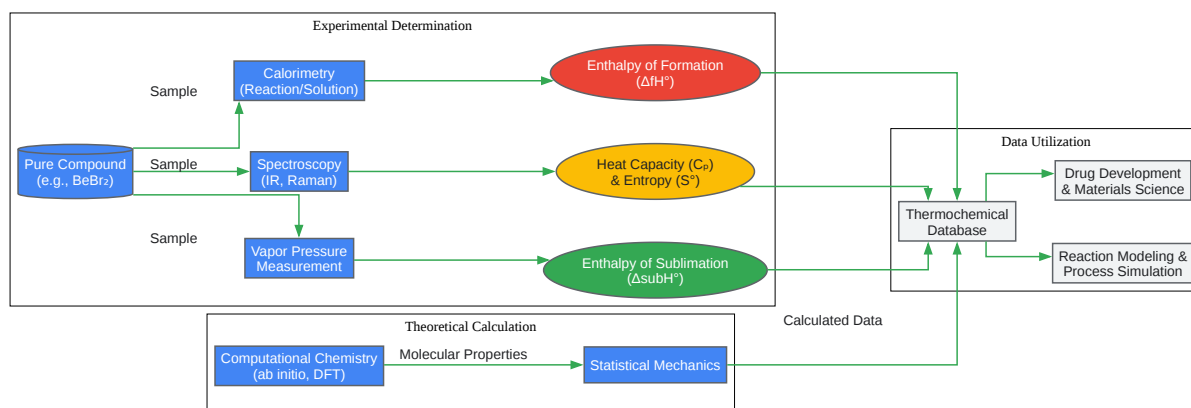 Experimental Determination
Sample
Calorimetry
(Reaction/Solution)
Enthalpy of Formation
(ΔfH°)
Pure Compound
(e.g., BeBr₂)
Sample
Spectroscopy
(IR, Raman)
Heat Capacity (Cₚ)
& Entropy (S°)
Sample
Vapor Pressure
Measurement
Enthalpy of Sublimation
(ΔsubH°)
Data Utilization
Thermochemical
Database
Drug Development
& Materials Science
Reaction Modeling &
Process Simulation
Theoretical Calculation
Computational Chemistry
(ab initio, DFT)
Molecular Properties
Statistical Mechanics
Calculated Data